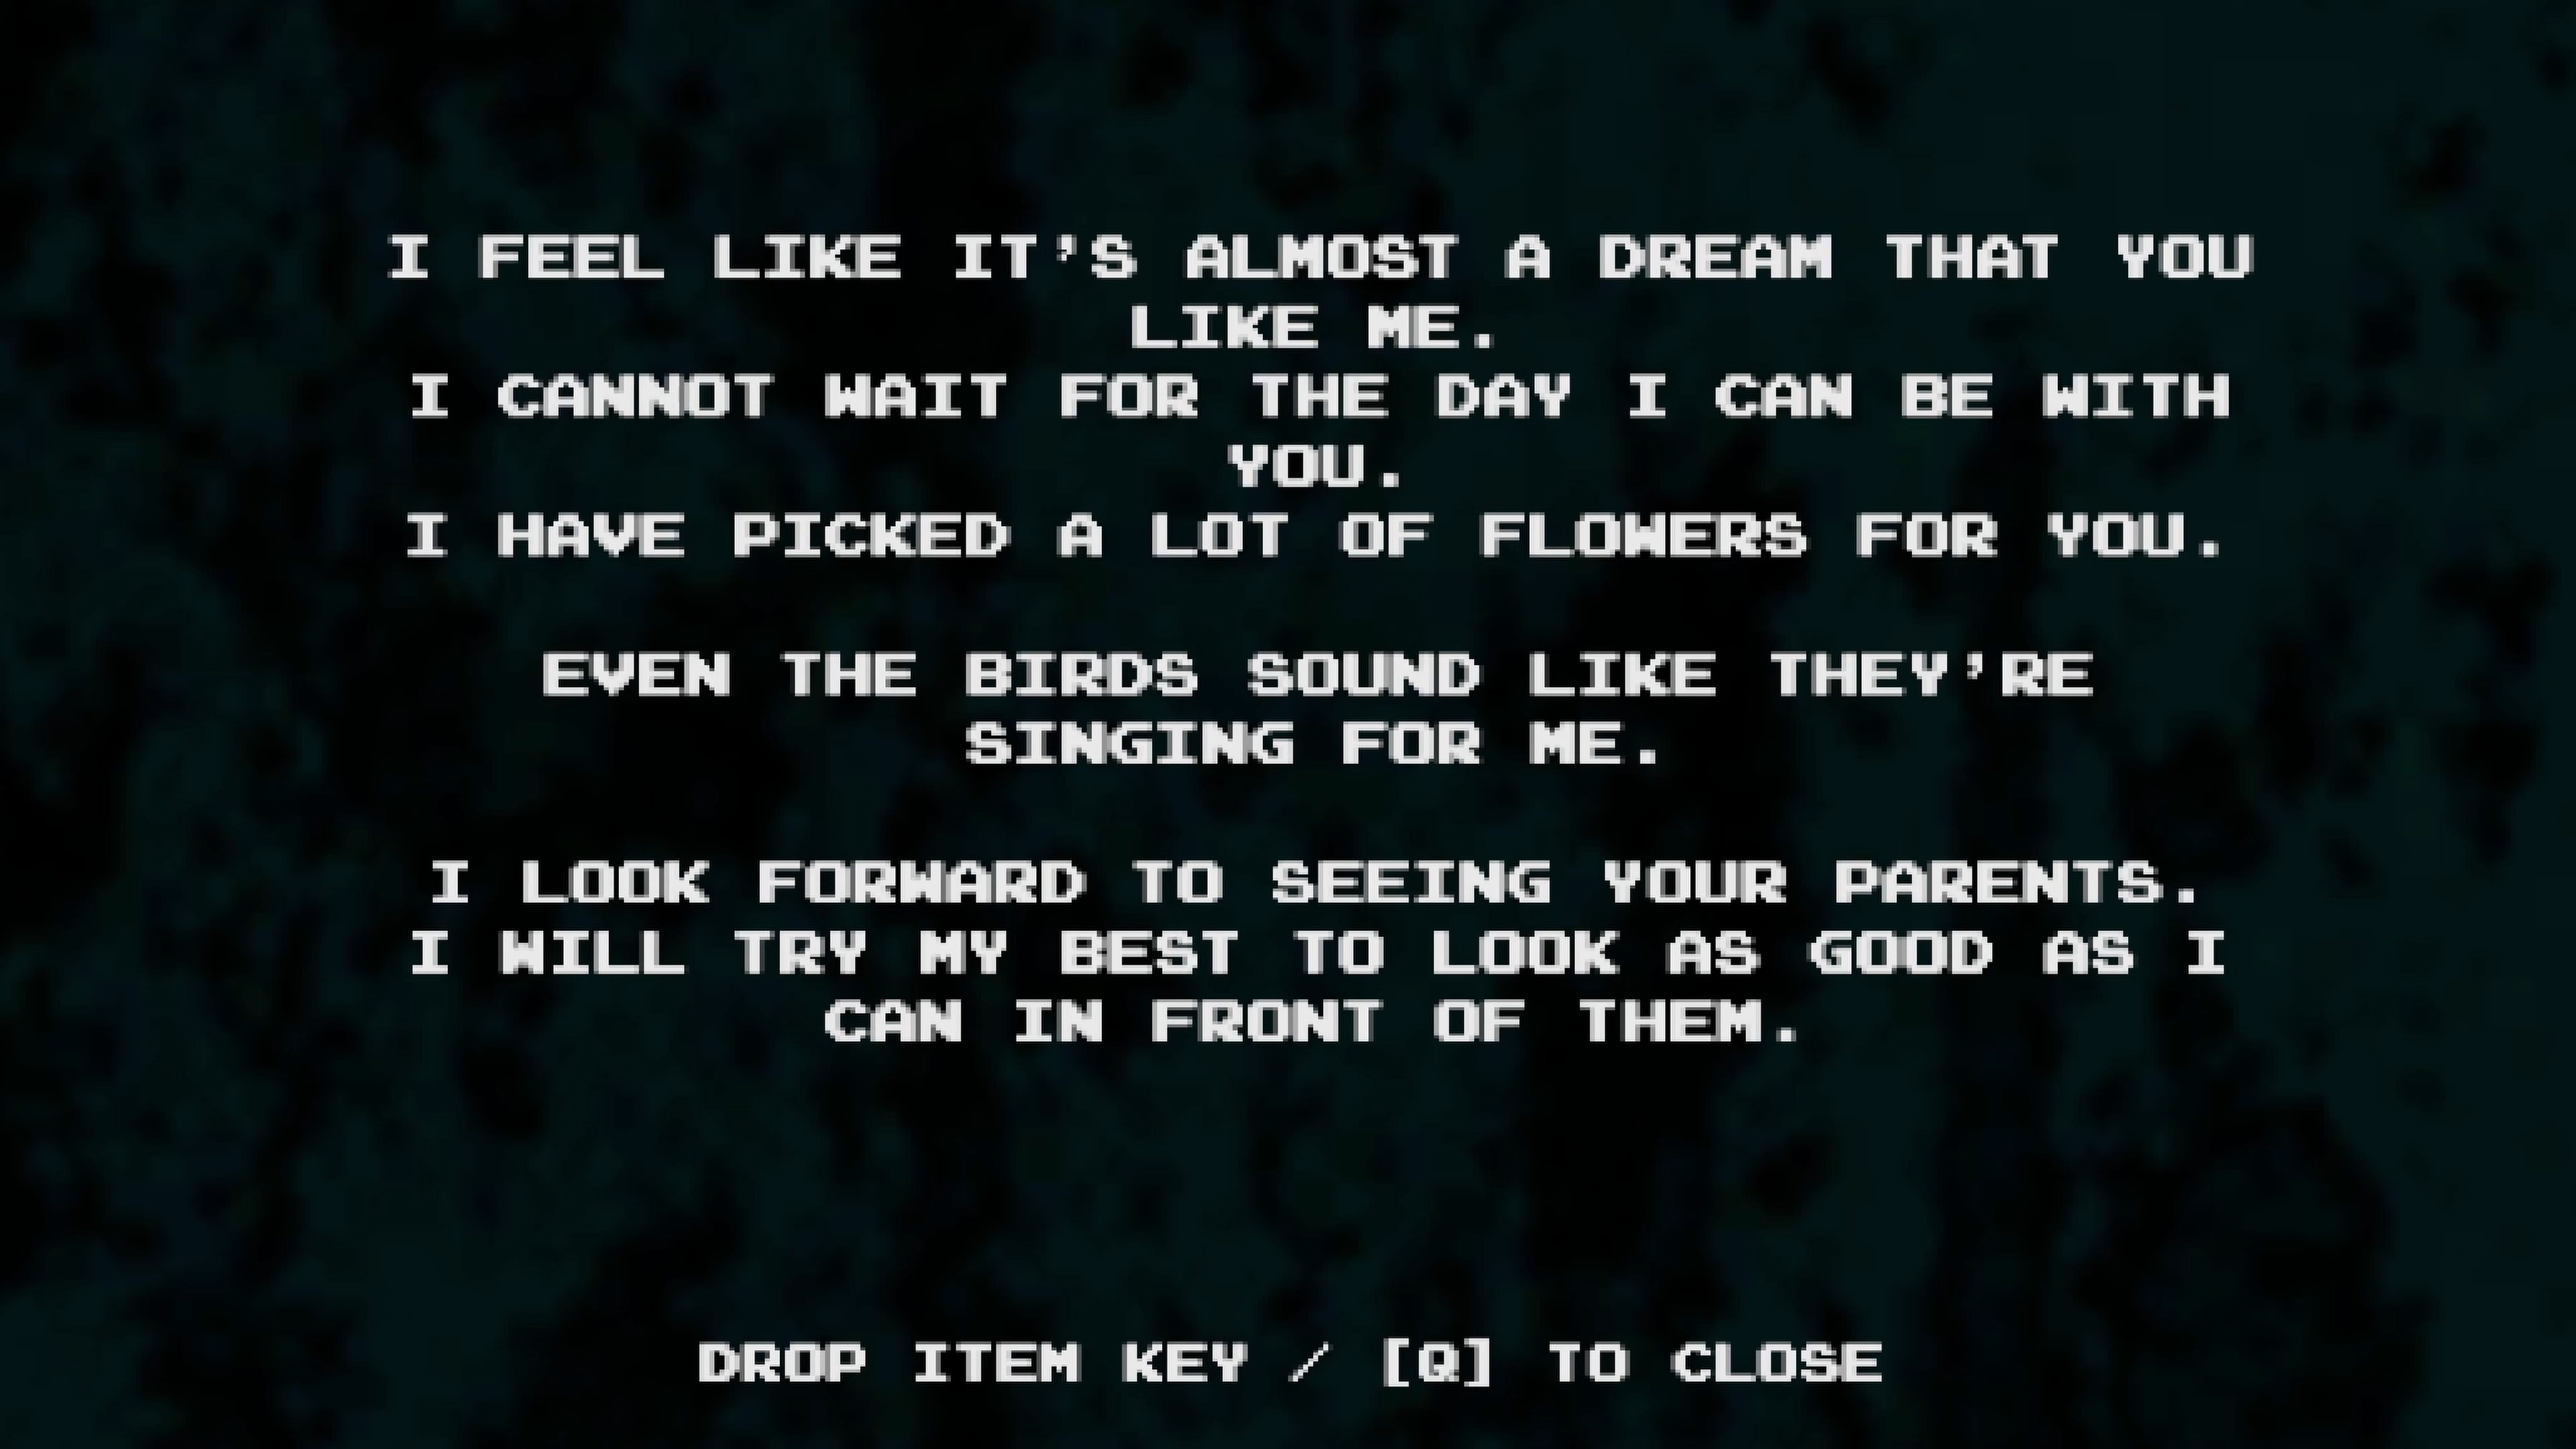 I FEEL LIKE IT'S ALMOST A DREAM THAT YOU
LIKE ME.
I CANNOT WAIT FOR THE DAY I CAN BE WITH
YOU.
I HAVE PICKED A LOT OF FLOWERS FOR YOU.
EVEN THE BIRDS SOUND LIKE THEY'RE
SINGING FOR ME.
I LOOK FORWARD TO SEEING YOUR PARENTS.
I WILL TRY MY BEST TO LOOK AS GOOD AS I
CAN IN FRONT OF THEM.
DROP ITEM KEY / [Q] TO CLOSE